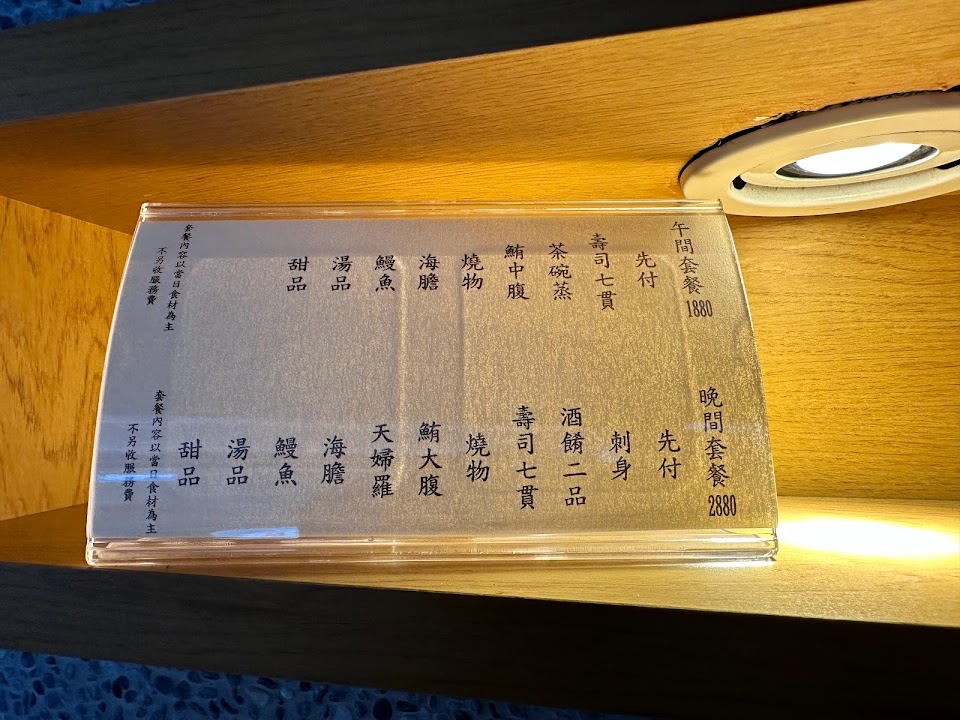 午間套餐 1880
先付
壽司七貫
茶碗蒸
鮪中腹
燒物
海膽
鰻魚
湯品
甜品
套餐內容以當日食材為主
不另收服務費
晚間套餐 2880
先付
刺身
酒餚二品
壽司七貫
燒物
鮪大腹
天婦羅
海膽
鰻魚
湯品
甜品
套餐內容以當日食材為主
不另收服務費